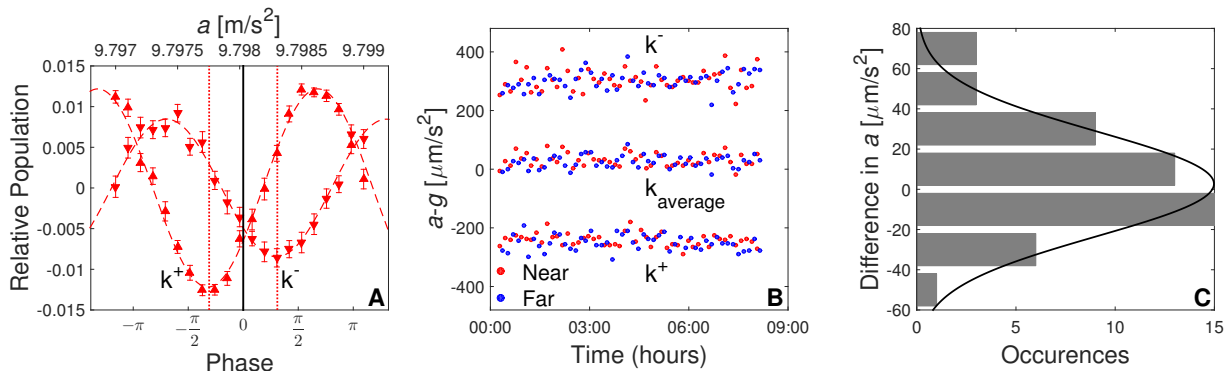 a [m/s²]
9.797 9.7975 9.798 9.7985 9.799
Relative Population
0.015
0.01
0.005
0
-0.005
-0.01
-0.015
k⁺
k⁻
A
−π −π/2 0 π/2 π
Phase
a-g [μm/s²]
400
200
0
-200
-400
k⁻
k_average
k⁺
Near
Far
B
00:00 03:00 06:00 09:00
Time (hours)
Difference in a [μm/s²]
80
60
40
20
0
-20
-40
-60
C
0 5 10 15
Occurences